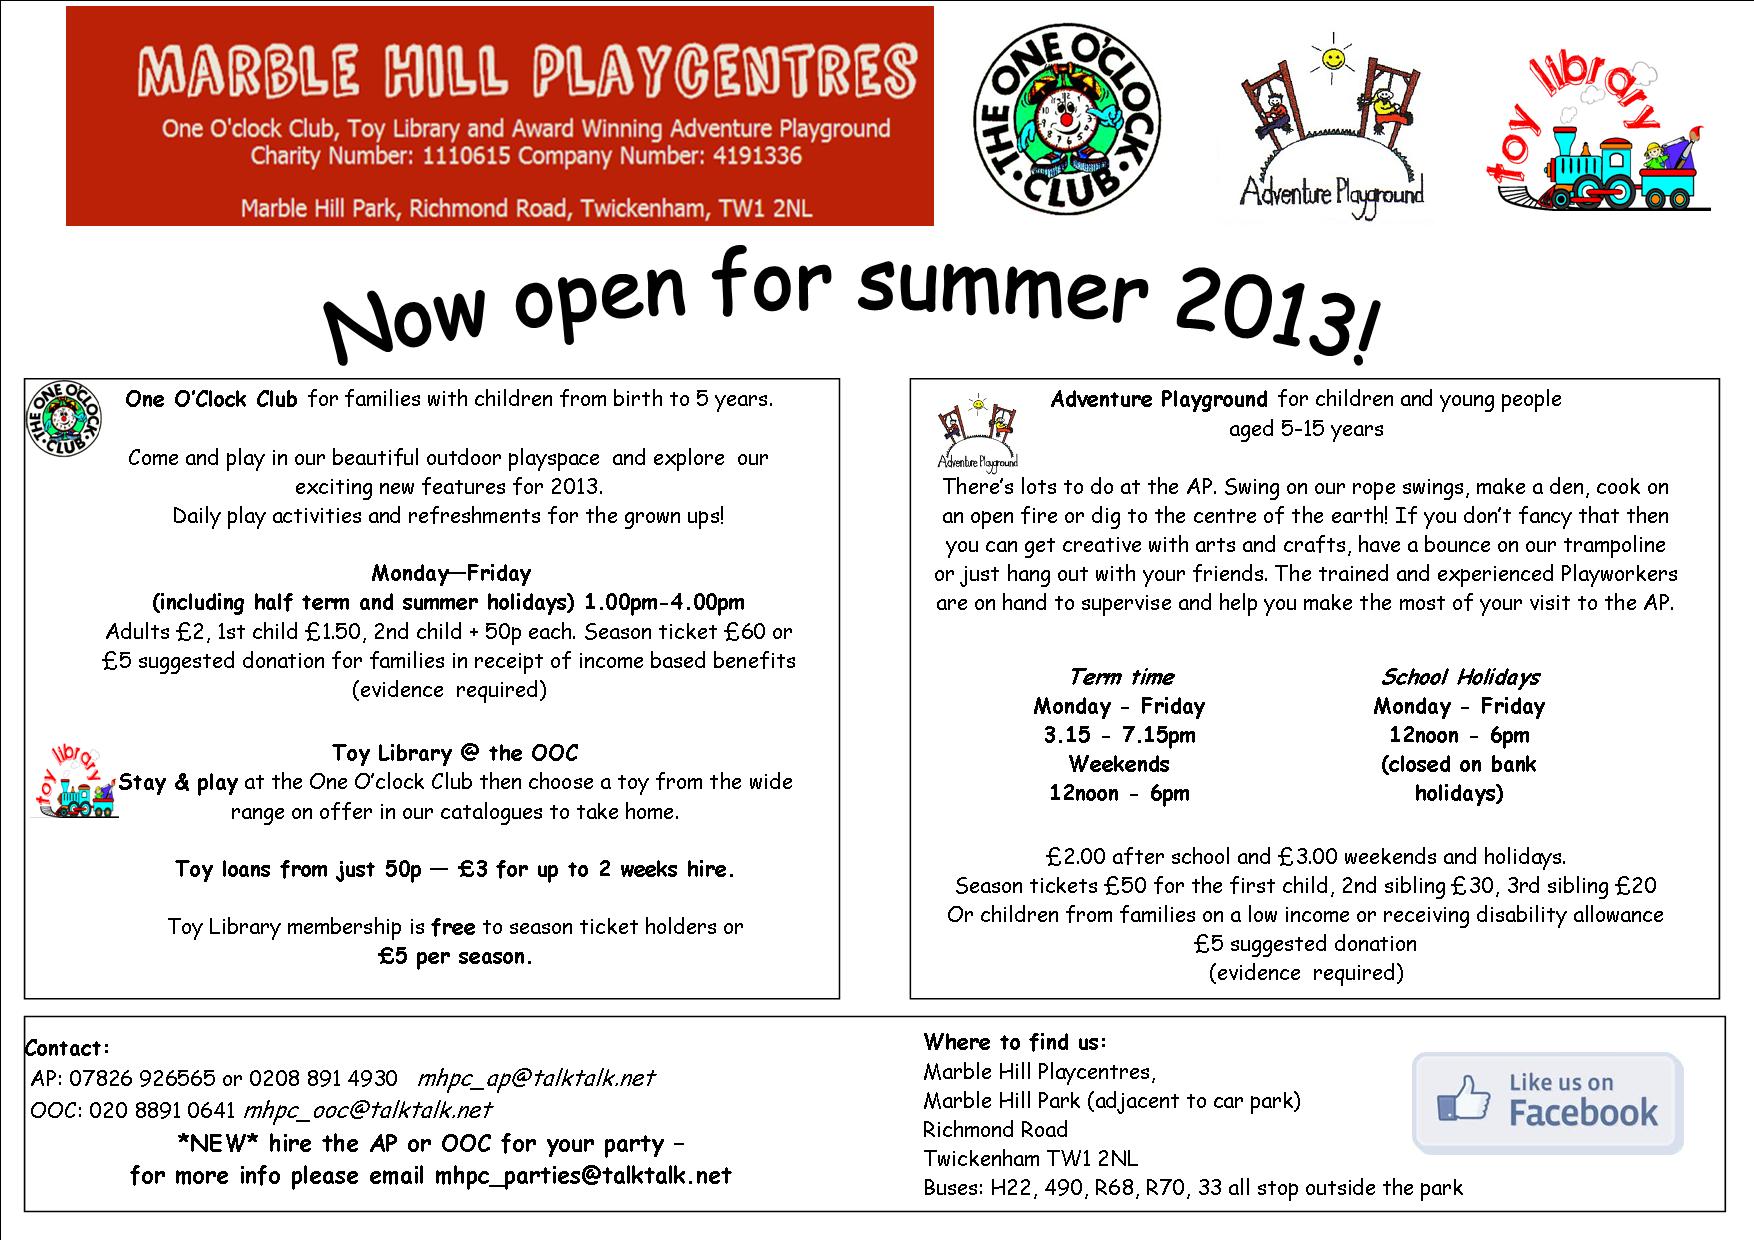 MARBLE HILL PLAYCENTRES
One O'clock Club, Toy Library and Award Winning Adventure Playground
Charity Number: 1110615 Company Number: 4191336
Marble Hill Park, Richmond Road, Twickenham, TW1 2NL
THE ONE O'CLOCK · CLUB ·
Adventure Playground
toy library
Now open for summer 2013!
THE ONE O'CLOCK · CLUB ·
One O'Clock Club for families with children from birth to 5 years.
Come and play in our beautiful outdoor playspace and explore our
exciting new features for 2013.
Daily play activities and refreshments for the grown ups!
Monday—Friday
(including half term and summer holidays) 1.00pm-4.00pm
Adults £2, 1st child £1.50, 2nd child + 50p each. Season ticket £60 or
£5 suggested donation for families in receipt of income based benefits
(evidence required)
toy library
Toy Library @ the OOC
Stay & play at the One O'clock Club then choose a toy from the wide
range on offer in our catalogues to take home.
Toy loans from just 50p — £3 for up to 2 weeks hire.
Toy Library membership is free to season ticket holders or
£5 per season.
Adventure Playground
Adventure Playground for children and young people
aged 5-15 years
There's lots to do at the AP. Swing on our rope swings, make a den, cook on
an open fire or dig to the centre of the earth! If you don't fancy that then
you can get creative with arts and crafts, have a bounce on our trampoline
or just hang out with your friends. The trained and experienced Playworkers
are on hand to supervise and help you make the most of your visit to the AP.
Term time
Monday - Friday
3.15 - 7.15pm
Weekends
12noon - 6pm
School Holidays
Monday - Friday
12noon - 6pm
(closed on bank
holidays)
£2.00 after school and £3.00 weekends and holidays.
Season tickets £50 for the first child, 2nd sibling £30, 3rd sibling £20
Or children from families on a low income or receiving disability allowance
£5 suggested donation
(evidence required)
Contact:
AP: 07826 926565 or 0208 891 4930 mhpc_ap@talktalk.net
OOC: 020 8891 0641 mhpc_ooc@talktalk.net
*NEW* hire the AP or OOC for your party –
for more info please email mhpc_parties@talktalk.net
Where to find us:
Marble Hill Playcentres,
Marble Hill Park (adjacent to car park)
Richmond Road
Twickenham TW1 2NL
Buses: H22, 490, R68, R70, 33 all stop outside the park
Like us on
Facebook